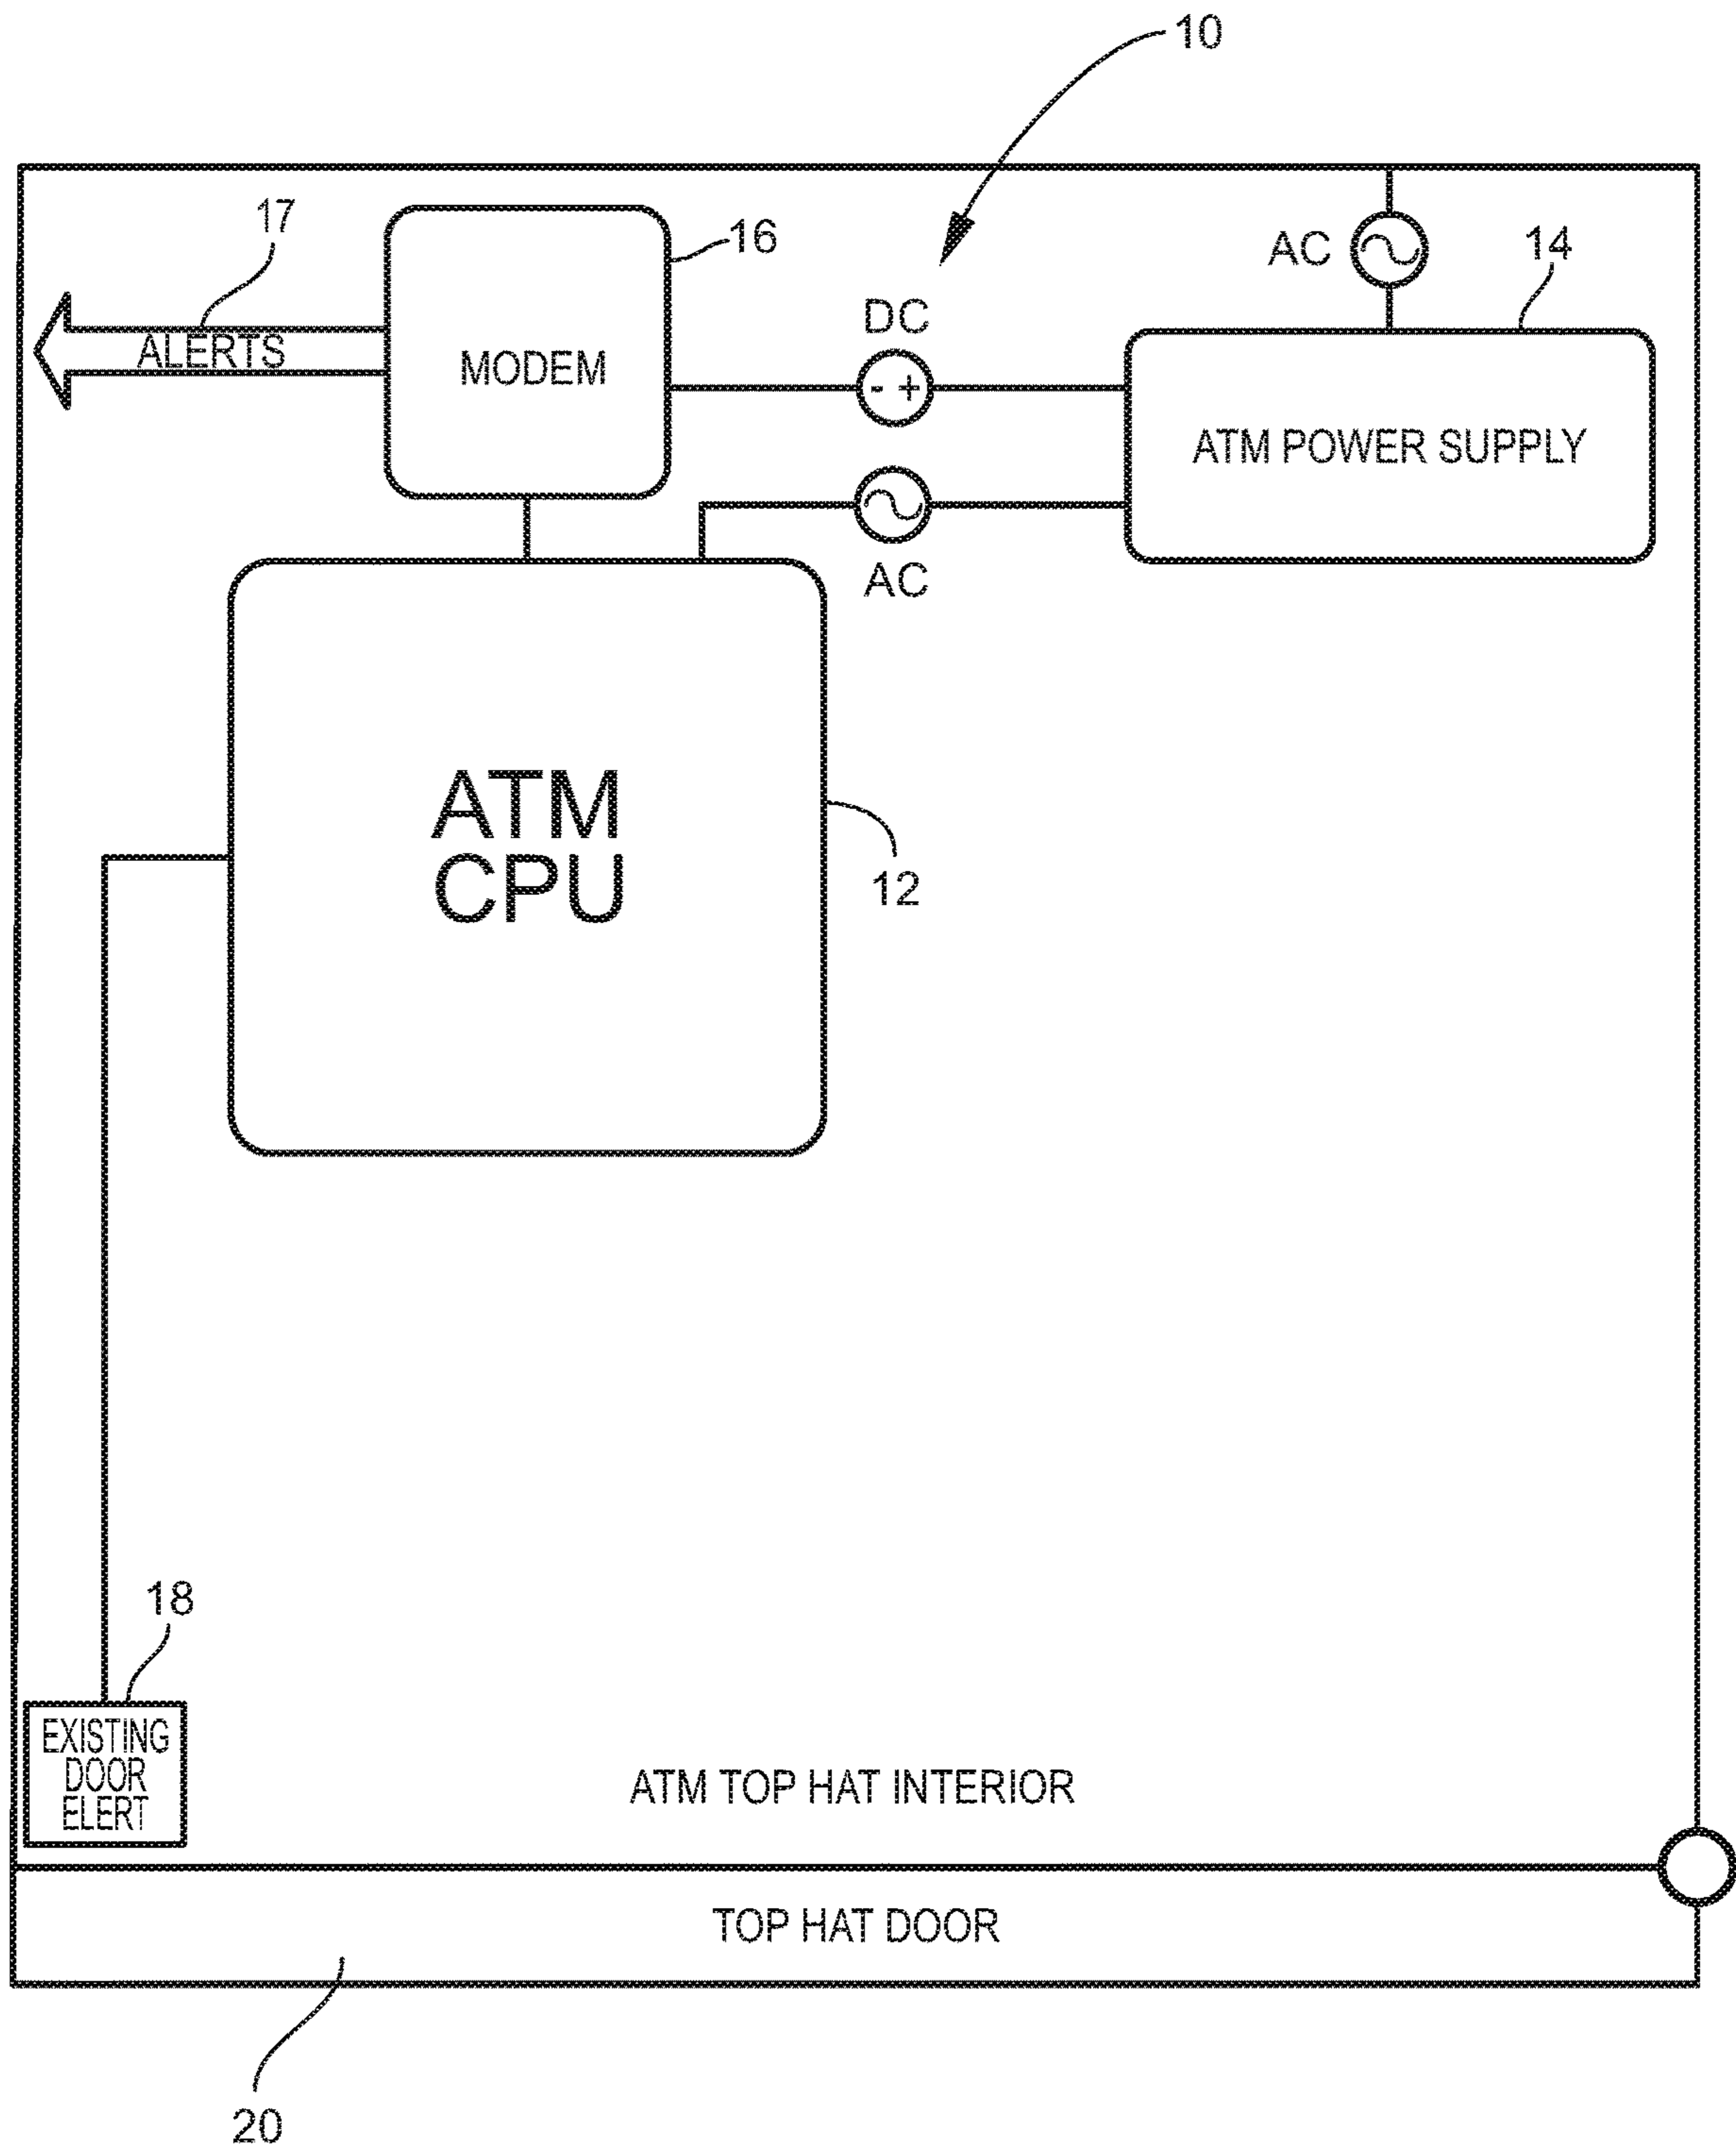 10
17
16
AC
14
DC
ALERTS
MODEM
- +
ATM POWER SUPPLY
AC
ATM
CPU
12
18
EXISTING
DOOR
ELERT
ATM TOP HAT INTERIOR
TOP HAT DOOR
20